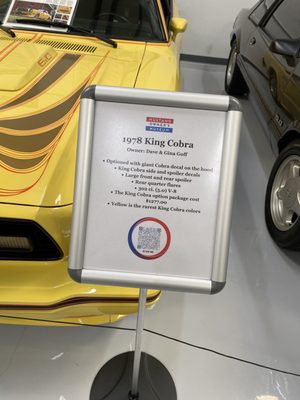 MUSTANG
OWNER'S
MUSEUM
1978 King Cobra
Owner: Dave & Gina Goff
• Optioned with giant Cobra decal on the hood
• King Cobra side and spoiler decals
• Large front and rear spoiler
• Rear quarter flares
• 302 ci. (5.0) V-8
• The King Cobra option package cost
$1277.00
• Yellow is the rarest King Cobra colors